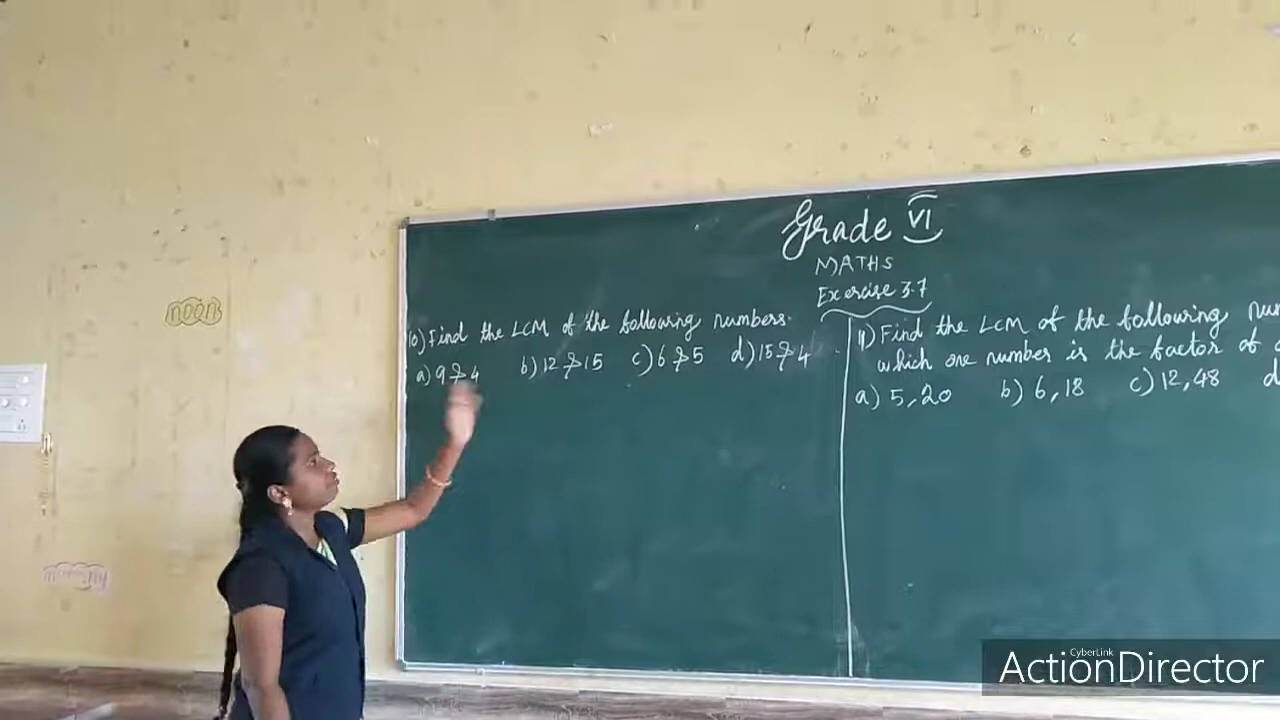 Grade VI
MATHS
Exercise 3.7
10) Find the LCM of the following numbers.
a) 9 & 4 b) 12 & 15 c) 6 & 5 d) 15 & 4
11) Find the LCM of the following
which one number is the factor of
a) 5, 20 b) 6, 18 c) 12, 48 d
noon
CyberLink
ActionDirector